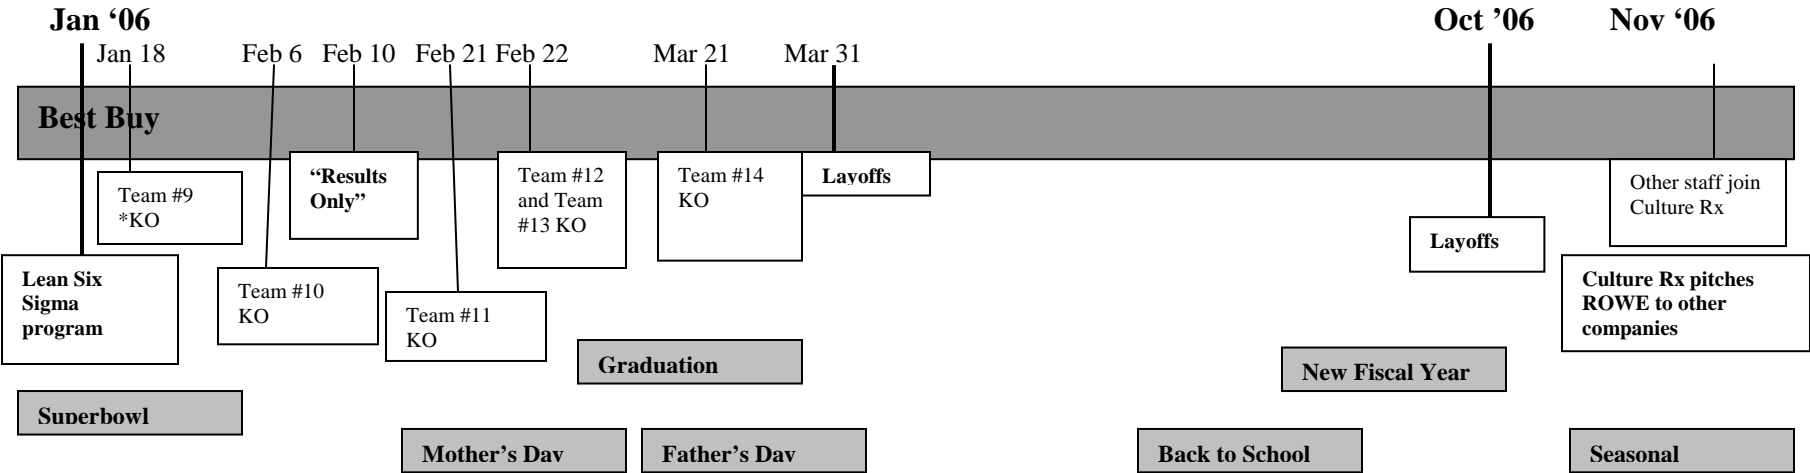 Jan ‘06
Oct ’06
Nov ‘06
Jan 18
Feb 6
Feb 10
Feb 21
Feb 22
Mar 21
Mar 31
Best Buy
Team #9
*KO
“Results
Only”
Team #12
and Team
#13 KO
Team #14
KO
Layoffs
Other staff join
Culture Rx
Layoffs
Lean Six
Sigma
program
Team #10
KO
Team #11
KO
Culture Rx pitches
ROWE to other
companies
Graduation
New Fiscal Year
Superbowl
Mother’s Day
Father’s Day
Back to School
Seasonal